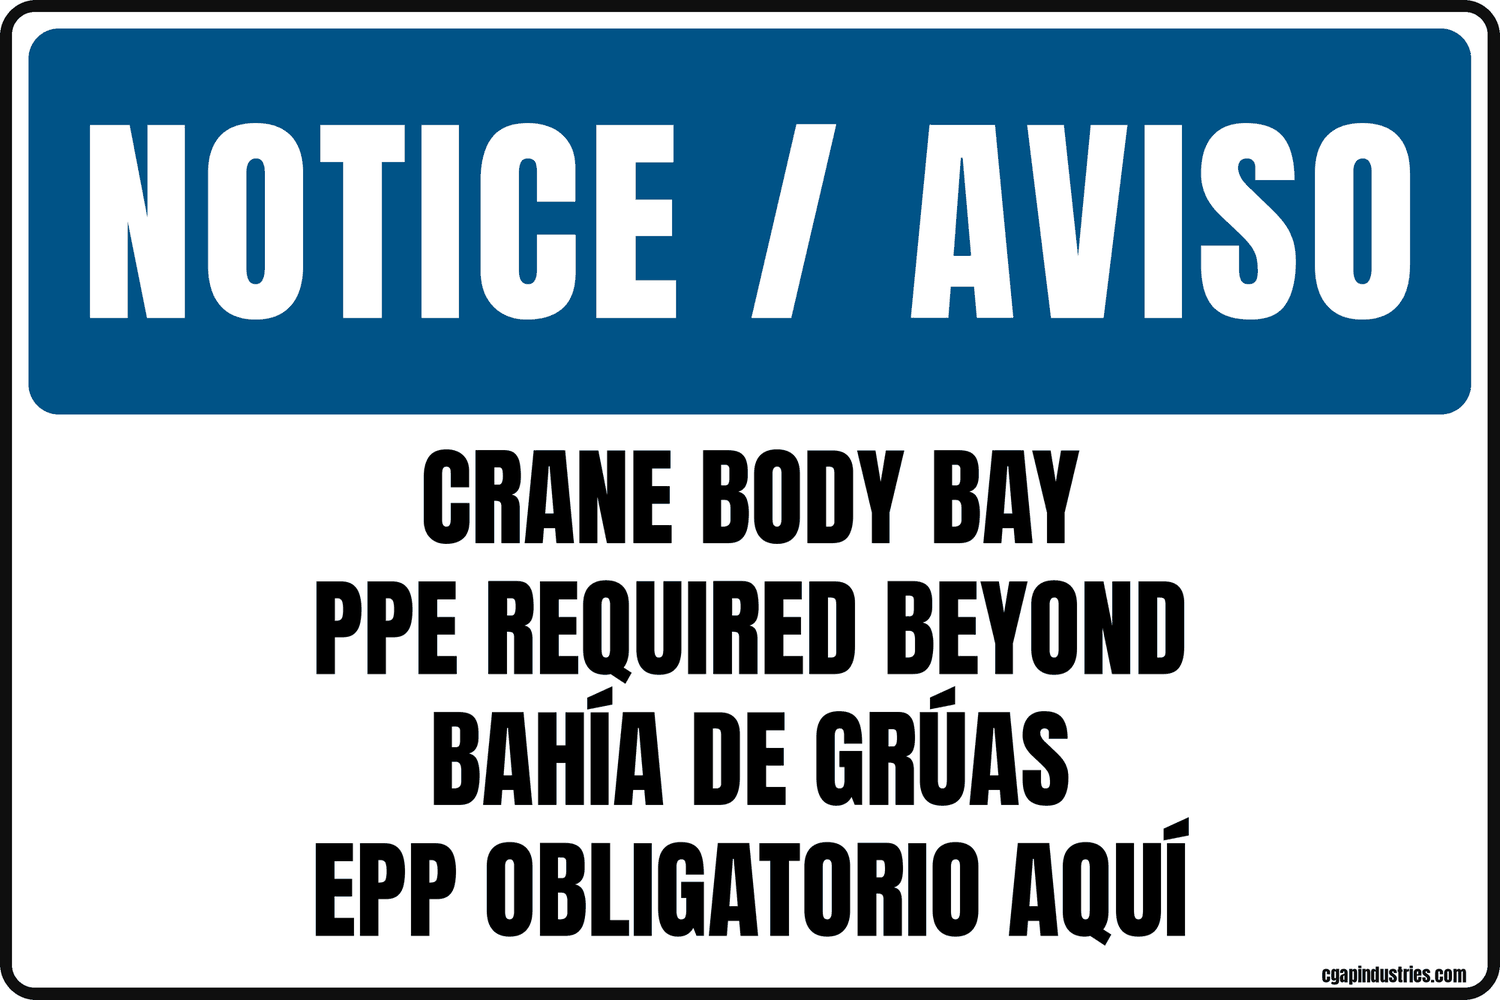 NOTICE / AVISO
CRANE BODY BAY
PPE REQUIRED BEYOND
BAHÍA DE GRÚAS
EPP OBLIGATORIO AQUÍ
cgapindustries.com